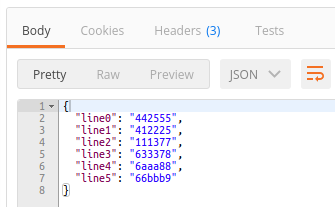 Body Cookies Headers (3) Tests
Pretty Raw Preview JSON
1 {
2 "line0": "442555",
3 "line1": "412225",
4 "line2": "111377",
5 "line3": "633378",
6 "line4": "6aaa88",
7 "line5": "66bbb9"
8 }